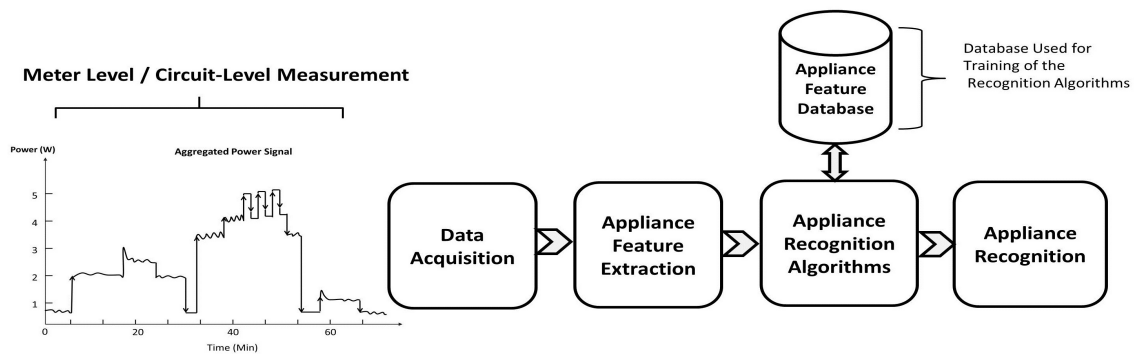 Meter Level / Circuit-Level Measurement
Power (W)
Aggregated Power Signal
5
4
3
2
1
0
20
40
60
Time (Min)
Data
Acquisition
Appliance
Feature
Extraction
Appliance
Feature
Database
Database Used for
Training of the
Recognition Algorithms
Appliance
Recognition
Algorithms
Appliance
Recognition